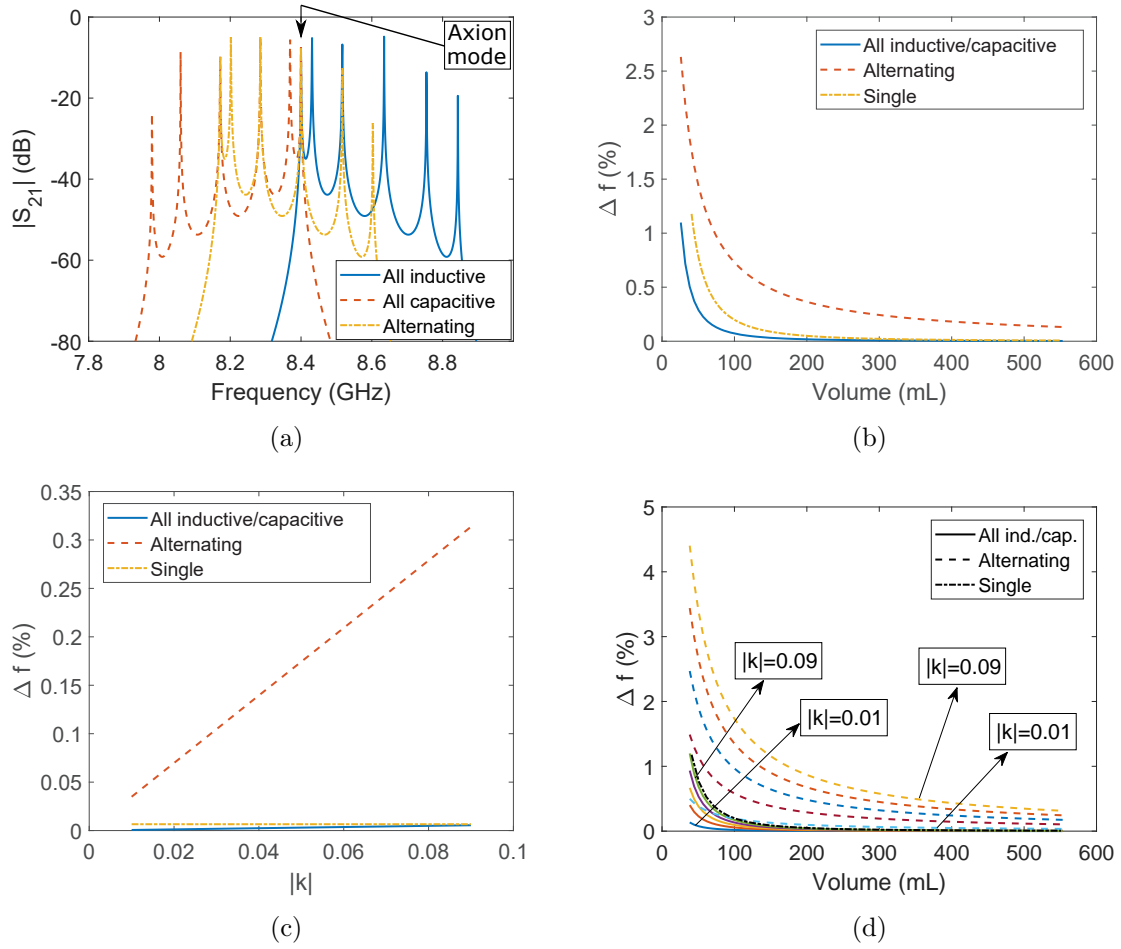 0
-20
-40
-60
-80
|S21| (dB)
7.8
8
8.2
8.4
8.6
8.8
Frequency (GHz)
Axion
mode
All inductive
All capacitive
Alternating
(a)
3
2.5
2
1.5
1
0.5
0
Δ f (%)
0
100
200
300
400
500
600
Volume (mL)
All inductive/capacitive
Alternating
Single
(b)
0.35
0.3
0.25
0.2
0.15
0.1
0.05
0
Δ f (%)
0
0.02
0.04
0.06
0.08
0.1
|k|
All inductive/capacitive
Alternating
Single
(c)
5
4
3
2
1
0
Δ f (%)
0
100
200
300
400
500
600
Volume (mL)
All ind./cap.
Alternating
Single
|k|=0.09
|k|=0.09
|k|=0.01
|k|=0.01
(d)